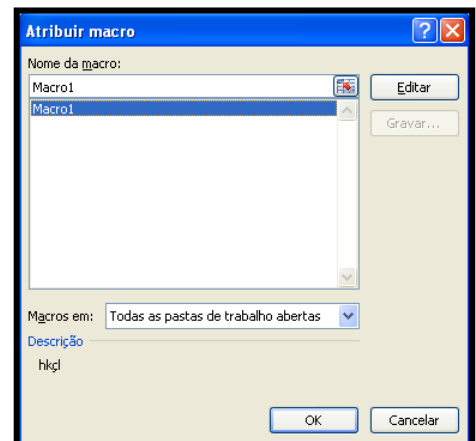 Atribuir macro
Nome da macro:
Macro1
Editar
Macro1
Gravar...
Macros em: Todas as pastas de trabalho abertas
Descrição
hkçl
OK Cancelar